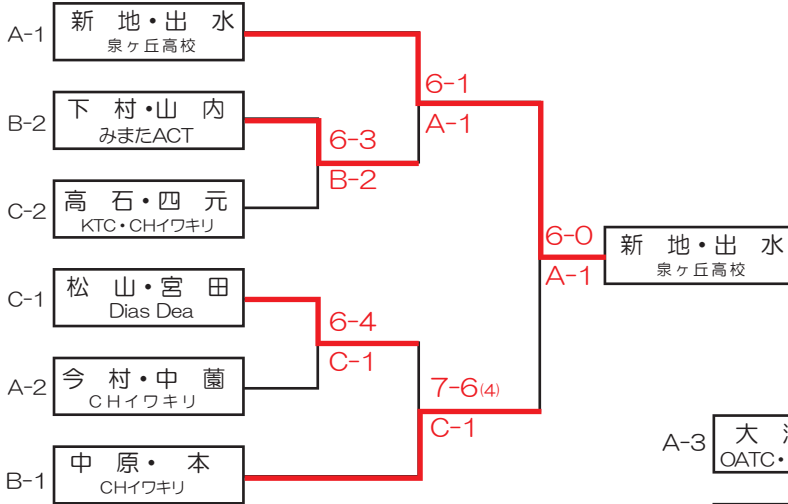 A-1
新 地・出 水
泉ヶ丘高校
B-2
下 村・山 内
みまたACT
C-2
高 石・四 元
KTC・CHイワキリ
C-1
松 山・宮 田
Dias Dea
A-2
今 村・中 薗
CHイワキリ
B-1
中 原・ 本
CHイワキリ
6-3
B-2
6-4
C-1
6-1
A-1
7-6(4)
C-1
6-0
A-1
新 地・出 水
泉ヶ丘高校
A-3
大
OATC・